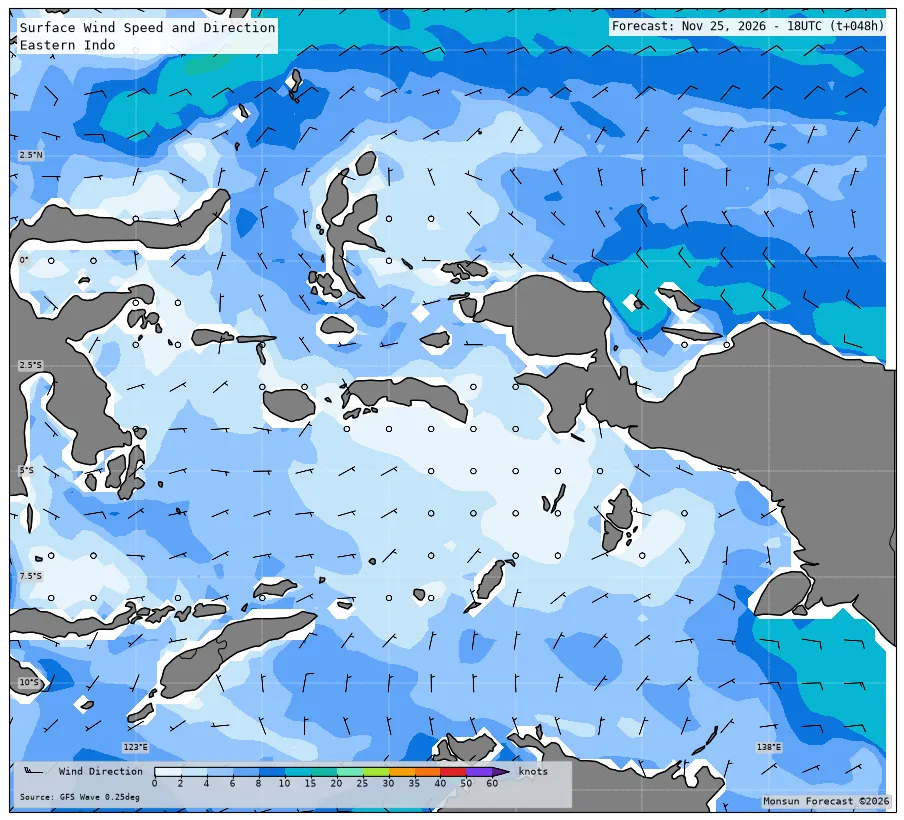 Surface Wind Speed and Direction
Eastern Indo
Forecast: Nov 25, 2026 - 18UTC (t+048h)
2.5°N
0°
2.5°S
5°S
7.5°S
10°S
123°E
138°E
Wind Direction
0 2 4 6 8 10 15 20 25 30 35 40 50 60
knots
Source: GFS Wave 0.25deg
Monsun Forecast ©2026